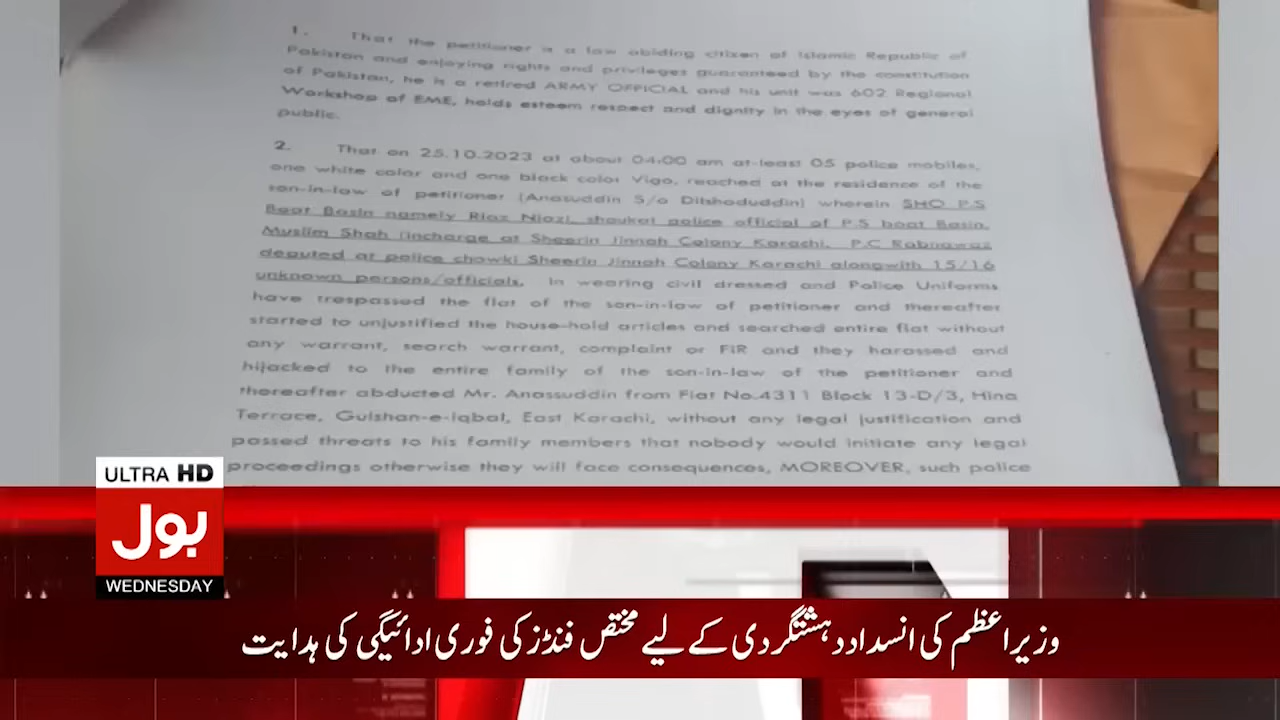 1. That the petitioner is a law abiding citizen of Islamic Republic of
Pakistan and enjoying rights and privileges guaranteed by the constitution
of Pakistan, he is a retired ARMY OFFICIAL and his unit was 602 Regional
Workshop of EME, holds esteem respect and dignity in the eyes of general
public.
2. That on 25.10.2023 at about 04:00 am at-least 05 police mobiles,
one white color and one black color Vigo, reached at the residence of the
son-in-law of petitioner (Anasuddin S/o Dilshaduddin) wherein SHO P.S
Boat Basin namely Riaz Niazi, shaukat police official of P.S boat Basin,
Muslim Shah (incharge at Sheerin Jinnah Colony Karachi, P.C Rabnawaz
deputed at police chowki Sheerin Jinnah Colony Karachi alongwith 15/16
unknown persons/officials, In wearing civil dressed and Police Uniforms
have trespassed the flat of the son-in-law of petitioner and thereafter
started to unjustified the house-hold articles and searched entire flat without
any warrant, search warrant, complaint or FIR and they harassed and
hijacked to the entire family of the son-in-law of the petitioner and
thereafter abducted Mr. Anassuddin from Flat No.4311 Block 13-D/3, Hina
Terrace, Gulshan-e-Iqbal, East Karachi, without any legal justification and
passed threats to his family members that nobody would initiate any legal
proceedings otherwise they will face consequences, MOREOVER, such police
ULTRA HD
بول
WEDNESDAY
وزیراعظم کی انسداد دہشتگردی کے لیے مختص فنڈز کی فوری ادائیگی کی ہدایت